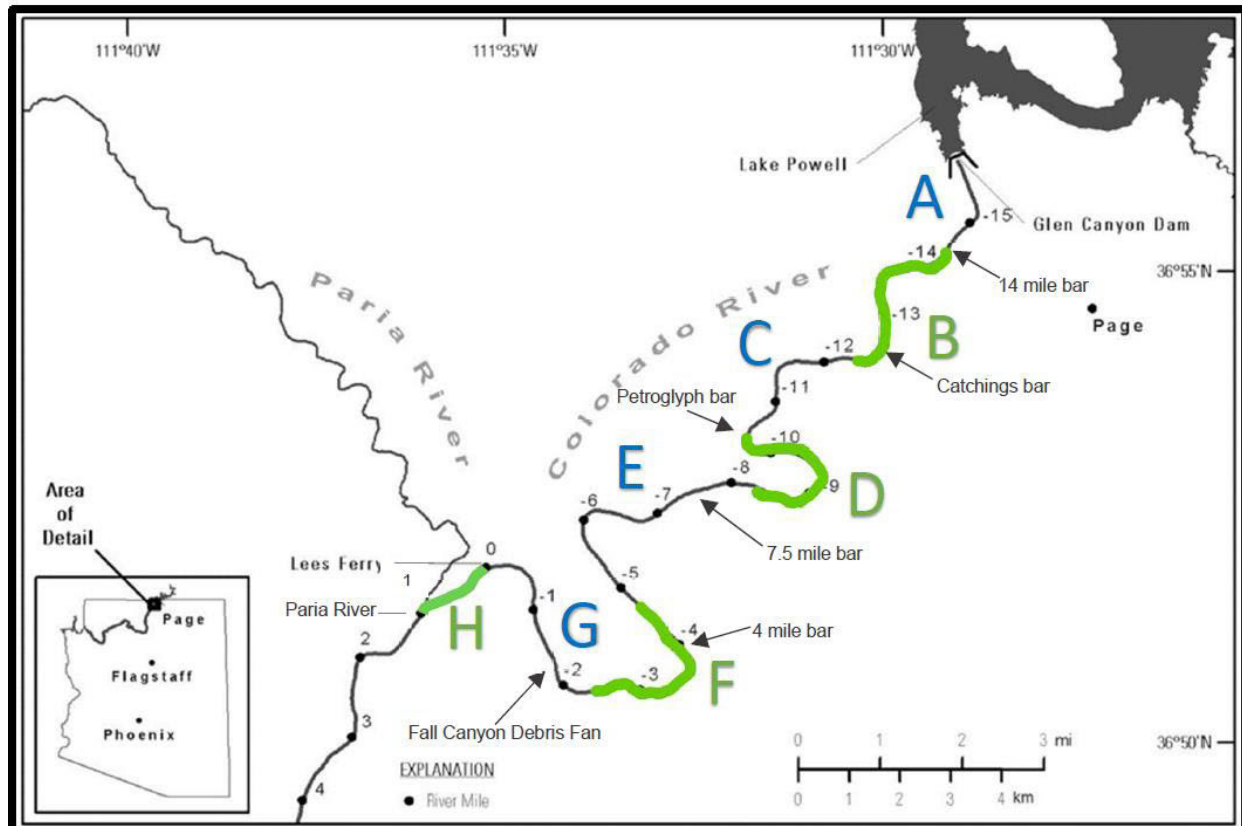 111°40'W
111°35'W
111°30'W
Lake Powell
A
-15
Glen Canyon Dam
-14
36°55'N
14 mile bar
Paria River
Colorado River
-13
B
Page
C
-12
Catchings bar
-11
Petroglyph bar
-10
E
-8
-9
D
-7
-6
7.5 mile bar
Area
of
Detail
0
Lees Ferry
-5
1
-1
Paria River
H
G
-4
4 mile bar
Page
2
-2
-3
F
Flagstaff
Fall Canyon Debris Fan
3
Phoenix
0
1
2
3 mi
36°50'N
EXPLANATION
River Mile
4
0
1
2
3
4 km